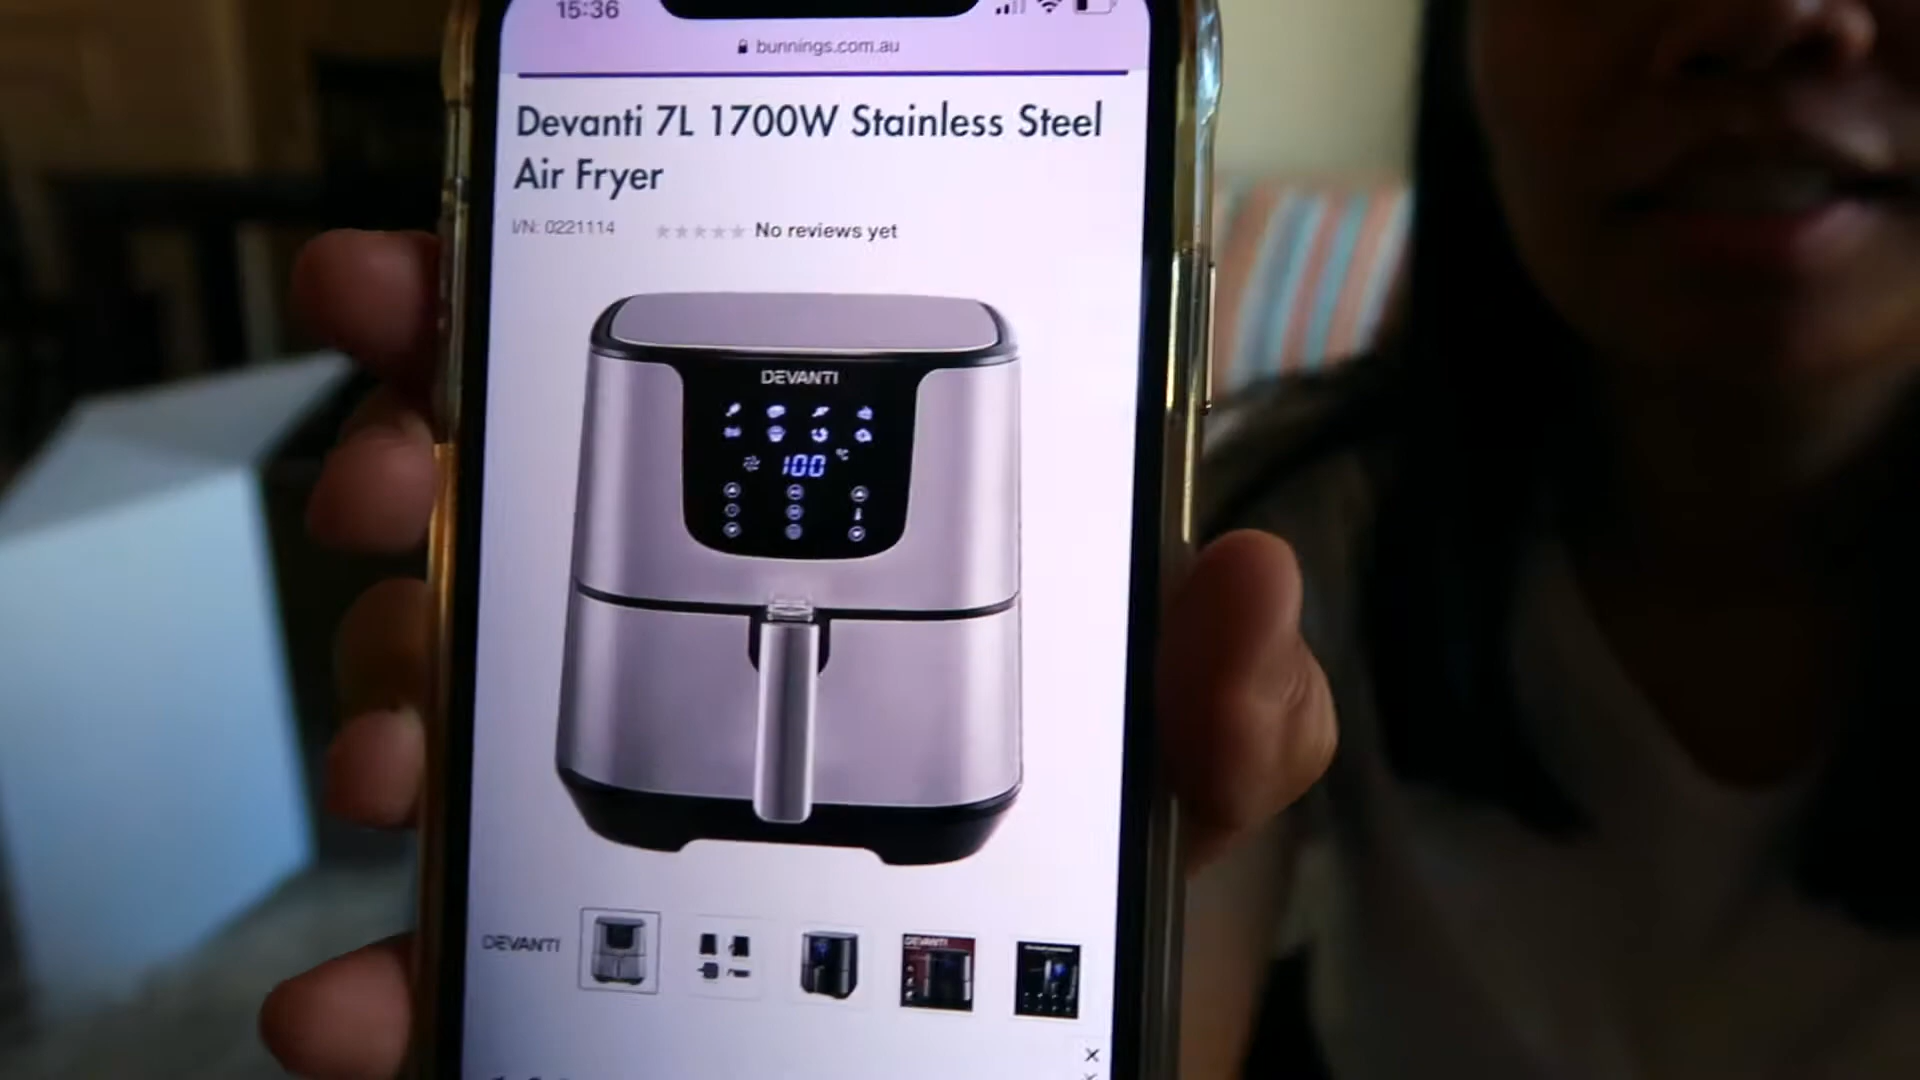 15:36
bunnings.com.au
Devanti 7L 1700W Stainless Steel
Air Fryer
I/N: 0221114
No reviews yet
DEVANTI
100 °C
DEVANTI
DEVANTI